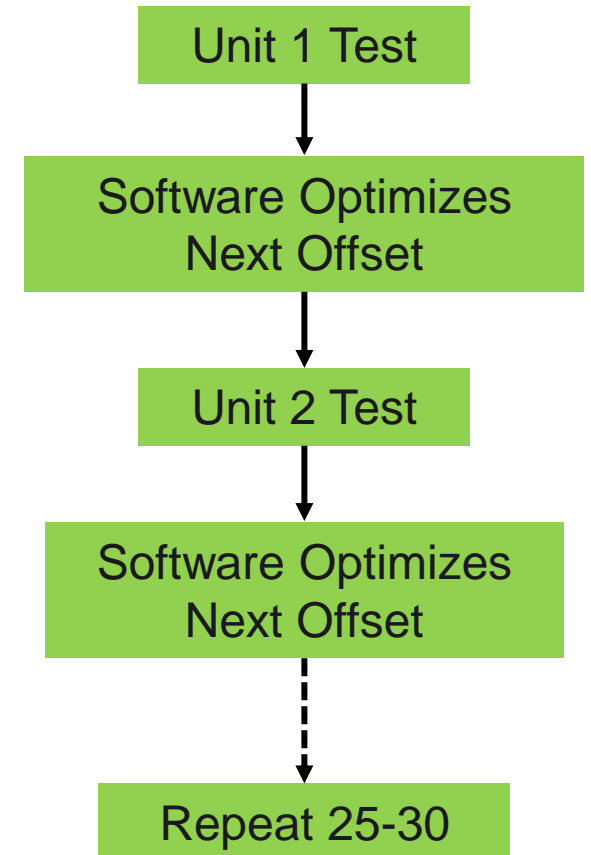 Unit 1 Test
Software Optimizes
Next Offset
Unit 2 Test
Software Optimizes
Next Offset
Repeat 25-30